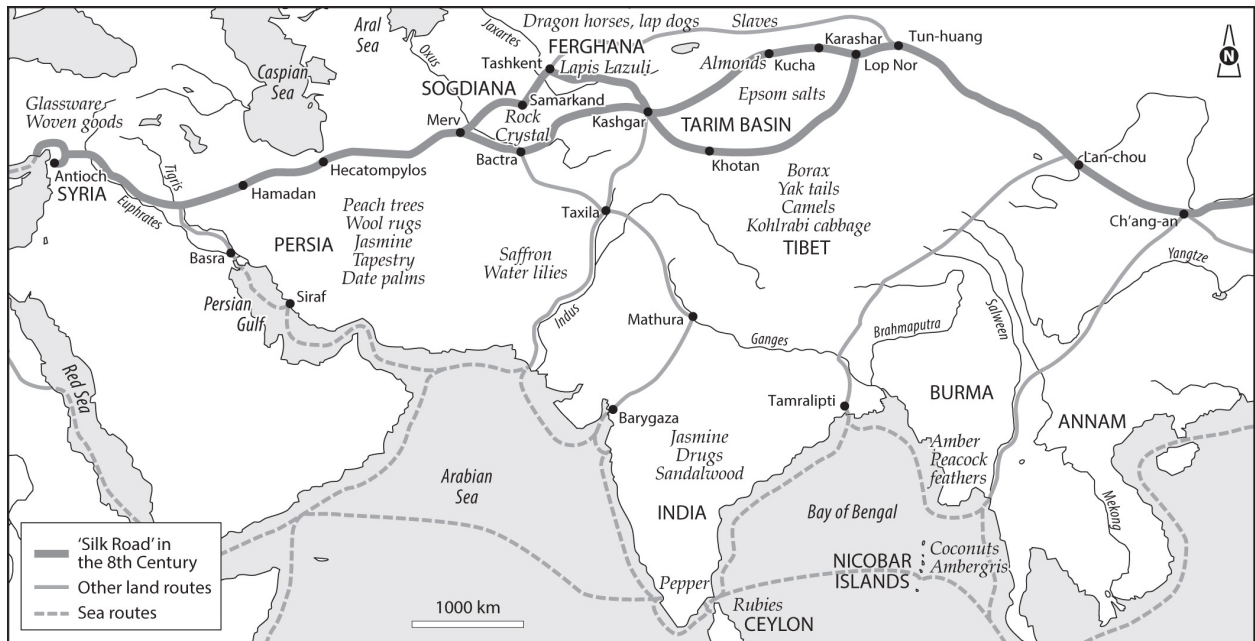 Aral
Sea
Jaxartes
Oxus
Dragon horses, lap dogs
Slaves
FERGHANA
Tashkent
Lapis Lazuli
Almonds
Karashar
Kucha
Tun-huang
Lop Nor
N
Caspian
Sea
Glassware
Woven goods
SOGDIANA
Samarkand
Merv
Rock
Crystal
Bactra
Kashgar
Epsom salts
TARIM BASIN
Khotan
Lan-chou
Ch'ang-an
Yangtze
Antioch
SYRIA
Tigris
Euphrates
Hamadan
Hecatompylos
Peach trees
Wool rugs
Jasmine
Tapestry
Date palms
PERSIA
Basra
Siraf
Persian
Gulf
Taxila
Saffron
Water lilies
Indus
Borax
Yak tails
Camels
Kohlrabi cabbage
TIBET
Mathura
Ganges
Brahmaputra
Salween
Red Sea
Barygaza
Tamralipti
BURMA
ANNAM
Jasmine
Drugs
Sandalwood
Amber
Peacock
feathers
Mekong
Arabian
Sea
INDIA
Bay of Bengal
NICOBAR
ISLANDS
Coconuts
Ambergris
Pepper
Rubies
CEYLON
'Silk Road' in
the 8th Century
Other land routes
Sea routes
1000 km